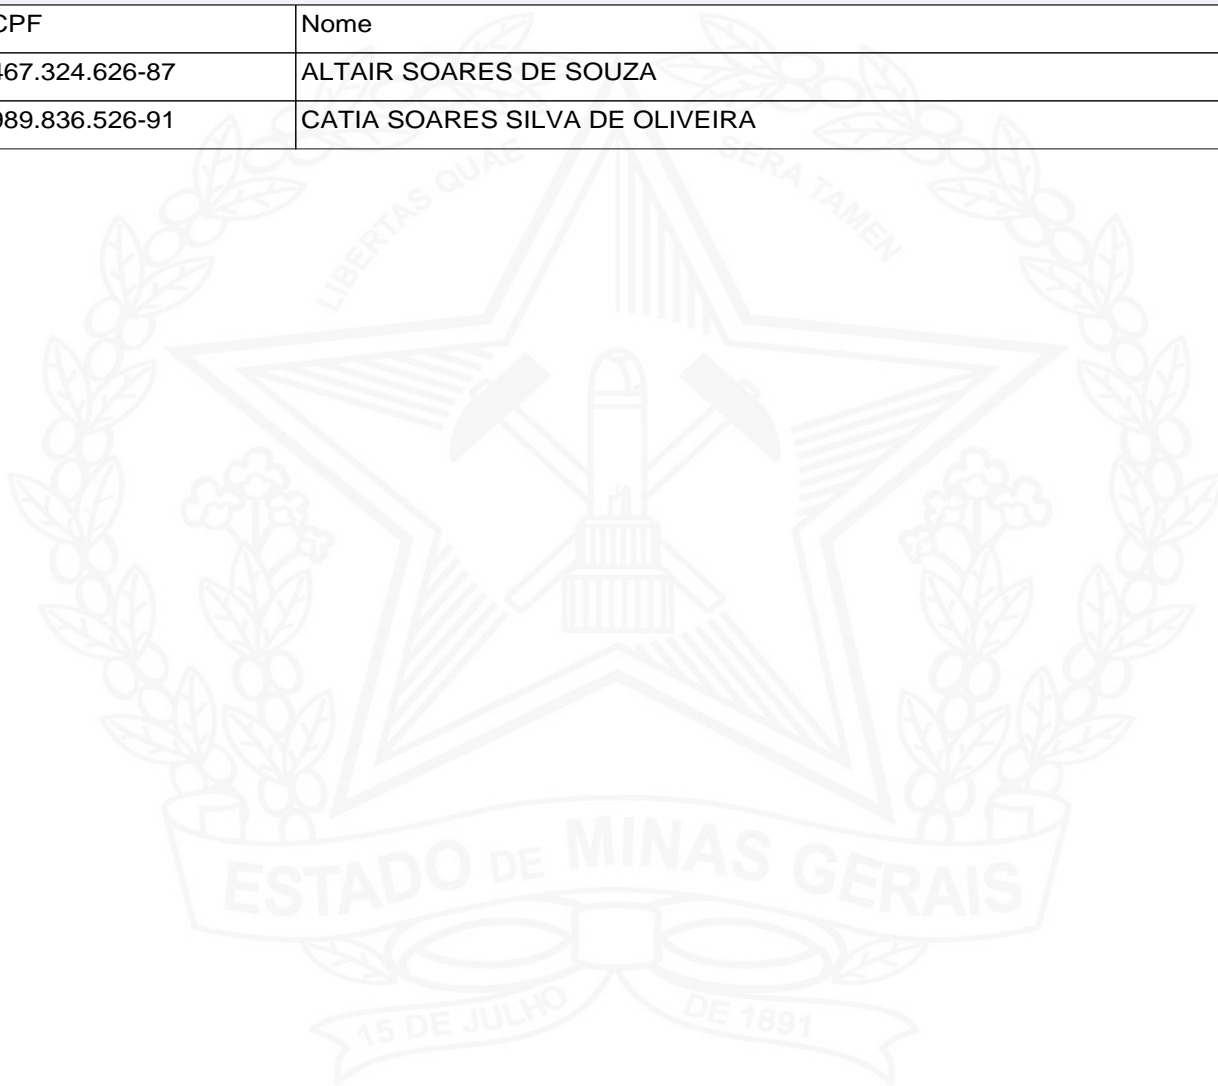 CPF Nome
467.324.626-87 ALTAIR SOARES DE SOUZA
989.836.526-91 CATIA SOARES SILVA DE OLIVEIRA
LIBERTAS QUAE SERA TAMEN
ESTADO DE MINAS GERAIS
15 DE JULHO DE 1891